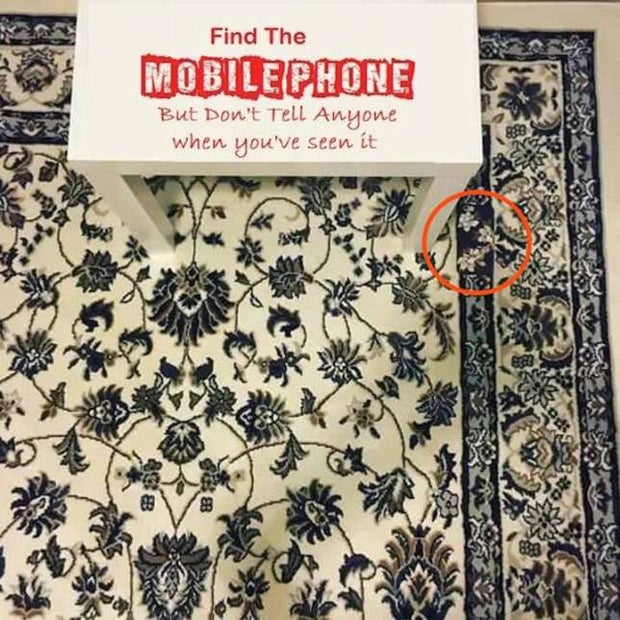 Find The
MOBILE PHONE
But Don't Tell Anyone
when you've seen it